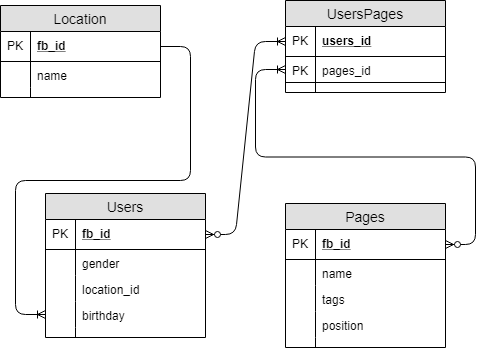 Location
PK fb_id
name
UsersPages
PK users_id
PK pages_id
Users
PK fb_id
gender
location_id
birthday
Pages
PK fb_id
name
tags
position